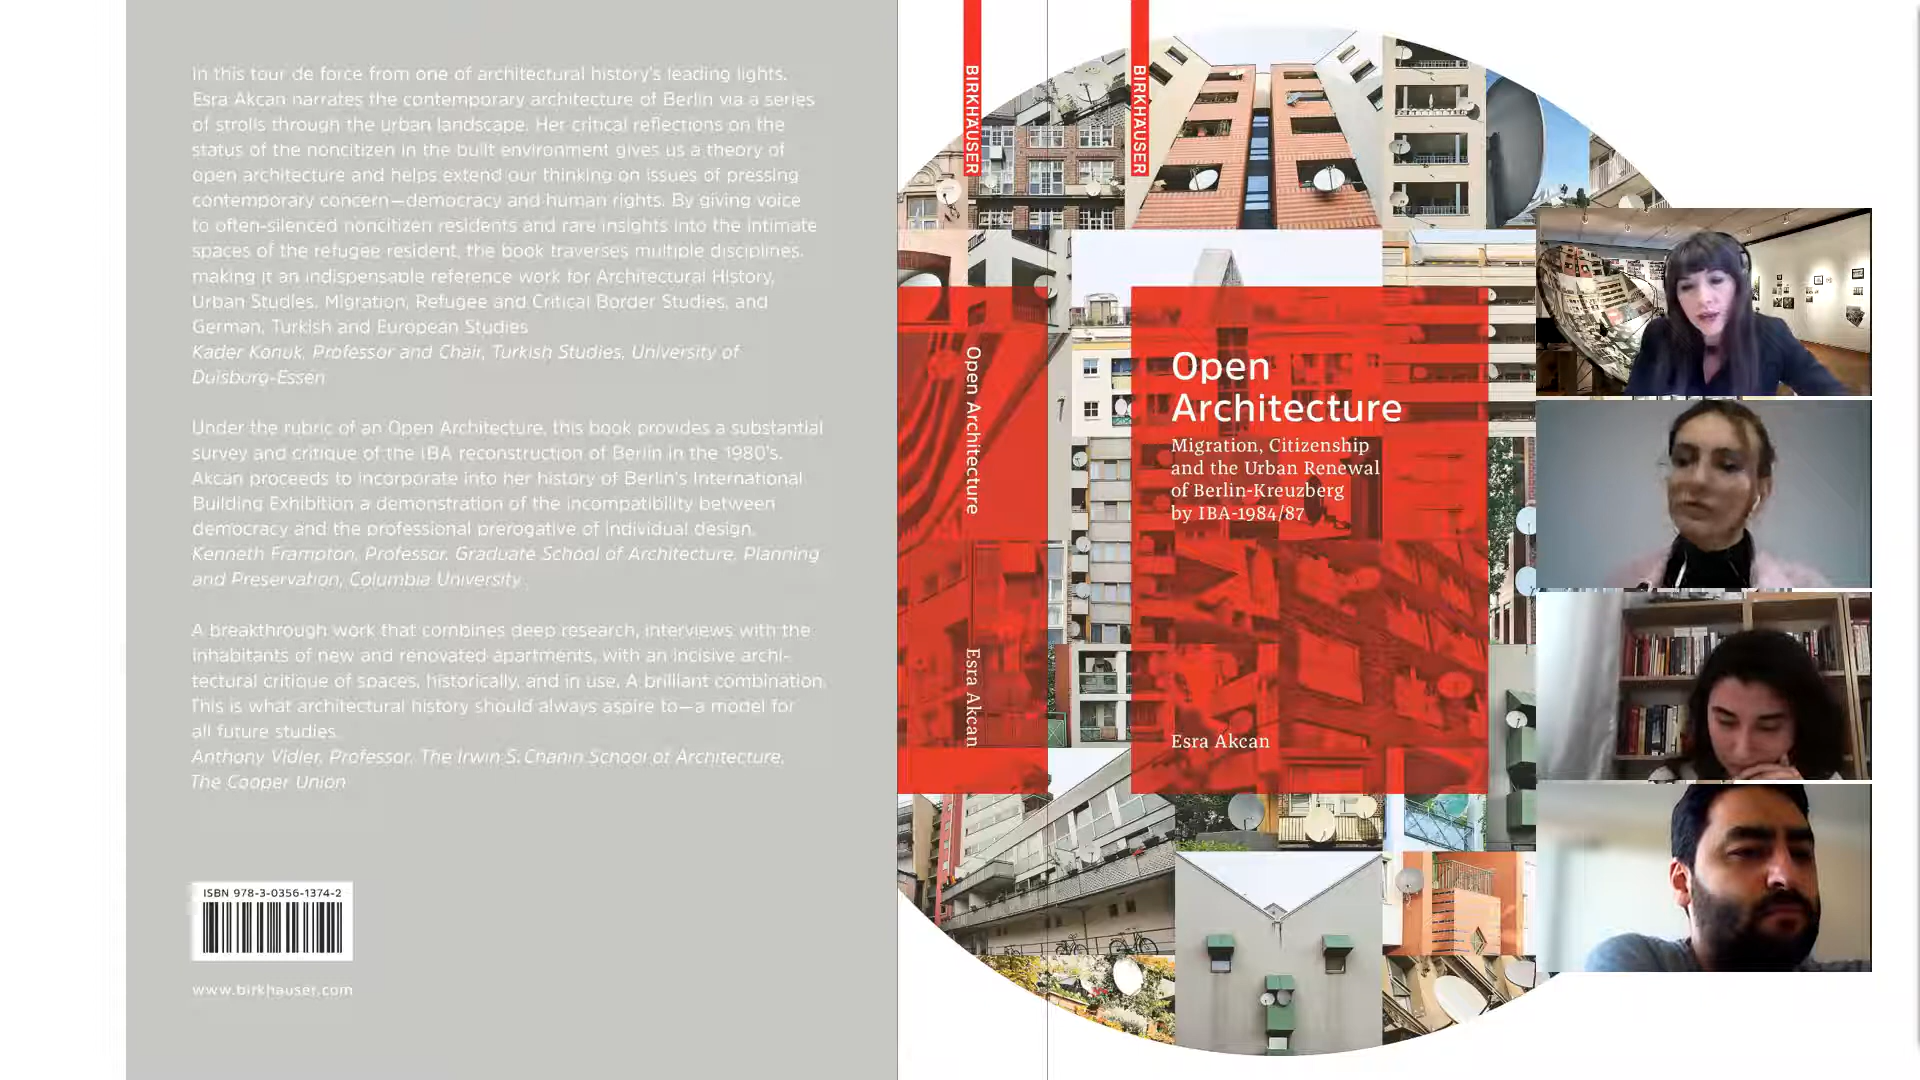 In this tour de force from one of architectural history's leading lights,
Esra Akcan narrates the contemporary architecture of Berlin via a series
of strolls through the urban landscape. Her critical reflections on the
status of the noncitizen in the built environment gives us a theory of
open architecture and helps extend our thinking on issues of pressing
contemporary concern—democracy and human rights. By giving voice
to often-silenced noncitizen residents and rare insights into the intimate
spaces of the refugee resident, the book traverses multiple disciplines,
making it an indispensable reference work for Architectural History,
Urban Studies, Migration, Refugee and Critical Border Studies, and
German, Turkish and European Studies
Kader Konuk, Professor and Chair, Turkish Studies, University of
Duisburg-Essen
Under the rubric of an Open Architecture, this book provides a substantial
survey and critique of the IBA reconstruction of Berlin in the 1980's.
Akcan proceeds to incorporate into her history of Berlin's International
Building Exhibition a demonstration of the incompatibility between
democracy and the professional prerogative of individual design.
Kenneth Frampton, Professor, Graduate School of Architecture, Planning
and Preservation, Columbia University
A breakthrough work that combines deep research, interviews with the
inhabitants of new and renovated apartments, with an incisive archi-
tectural critique of spaces, historically, and in use. A brilliant combination.
This is what architectural history should always aspire to—a model for
all future studies.
Anthony Vidler, Professor, The Irwin S. Chanin School of Architecture,
The Cooper Union
ISBN 978-3-0356-1374-2
www.birkhauser.com
BIRKHÄUSER
Open Architecture
Esra Akcan
BIRKHÄUSER
Open
Architecture
Migration, Citizenship
and the Urban Renewal
of Berlin-Kreuzberg
by IBA-1984/87
Esra Akcan